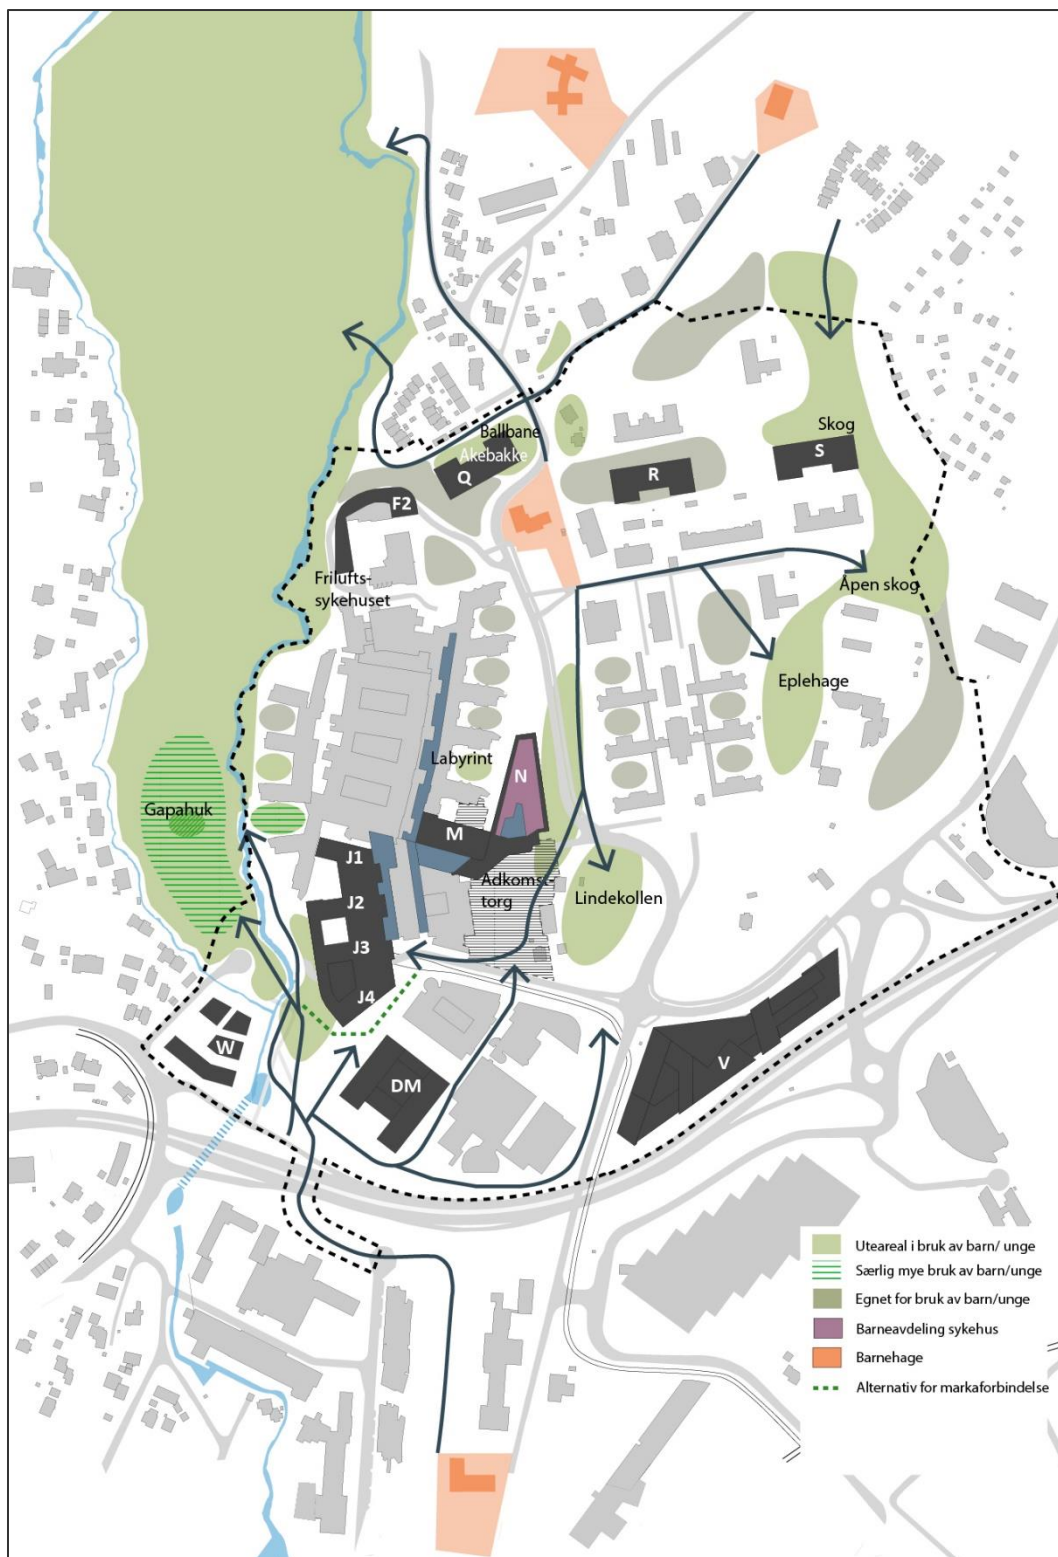 Skog
Ballbane
Akebakke
S
Q
R
F2
Frilufts-
sykehuset
Åpen skog
Eplehage
Labyrint
N
Gapahuk
M
J1
Adkomst-
torg
J2
Lindekollen
J3
J4
W
V
DM
Uteareal i bruk av barn/ unge
Særlig mye bruk av barn/unge
Egnet for bruk av barn/unge
Barneavdeling sykehus
Barnehage
Alternativ for markaforbindelse